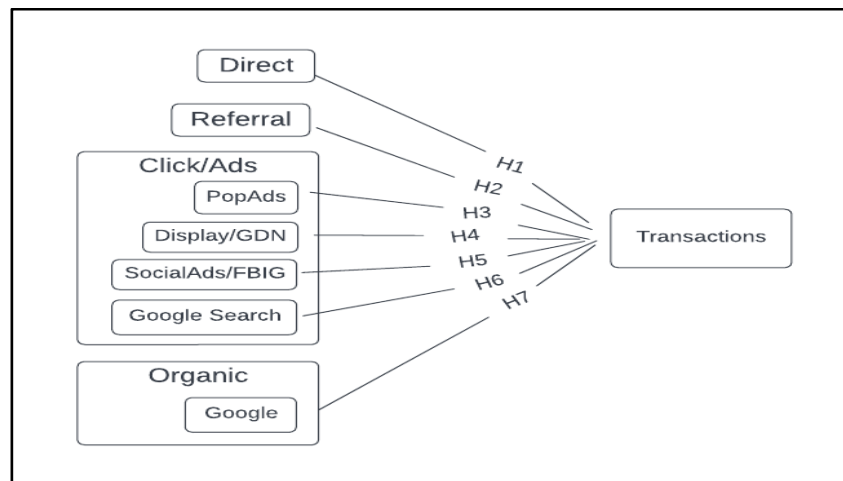 Direct
Referral
Click/Ads
PopAds
Display/GDN
SocialAds/FBIG
Google Search
Organic
Google
H1
H2
H3
H4
H5
H6
H7
Transactions